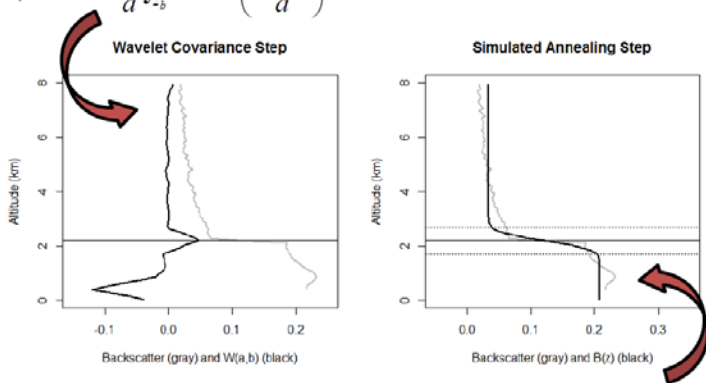 a -b a
Wavelet Covariance Step
Simulated Annealing Step
Altitude (km)
0 2 4 6 8
-0.1 0.0 0.1 0.2
Backscatter (gray) and W(a,b) (black)
Altitude (km)
0 2 4 6 8
0.0 0.1 0.2 0.3
Backscatter (gray) and B(z) (black)